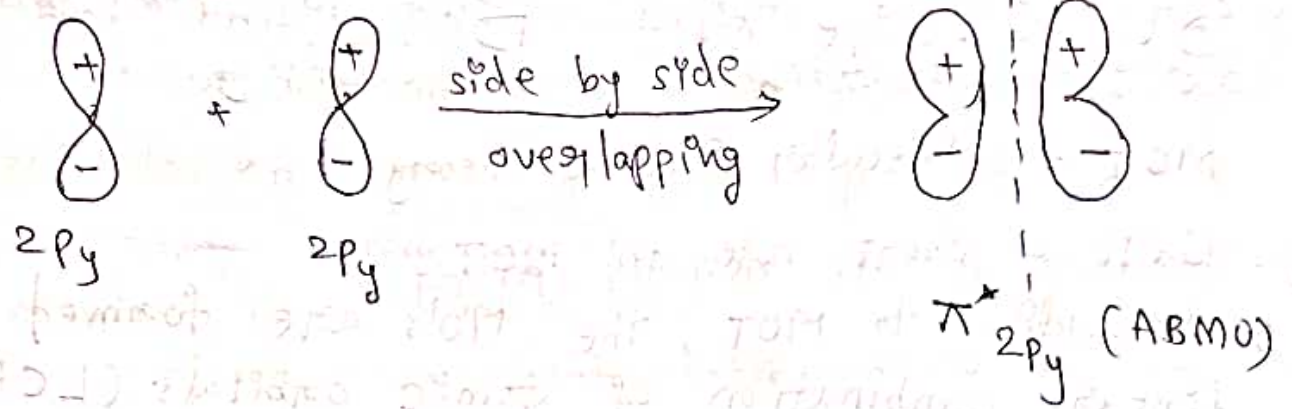 + + + +
+ side by side
- - overlapping - -
2Py 2Py
π*2Py (ABMO)